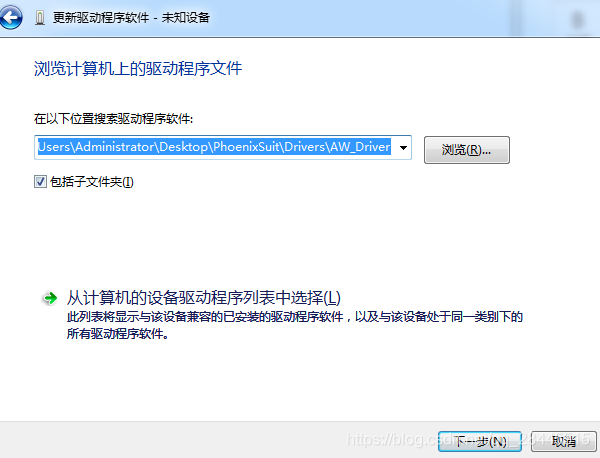 更新驱动程序软件 - 未知设备
浏览计算机上的驱动程序文件
在以下位置搜索驱动程序软件:
Users\Administrator\Desktop\PhoenixSuit\Drivers\AW_Driver
浏览(R)...
包括子文件夹(I)
从计算机的设备驱动程序列表中选择(L)
此列表将显示与该设备兼容的已安装的驱动程序软件，以及与该设备处于同一类别下的
所有驱动程序软件。
下一步(N)
取消